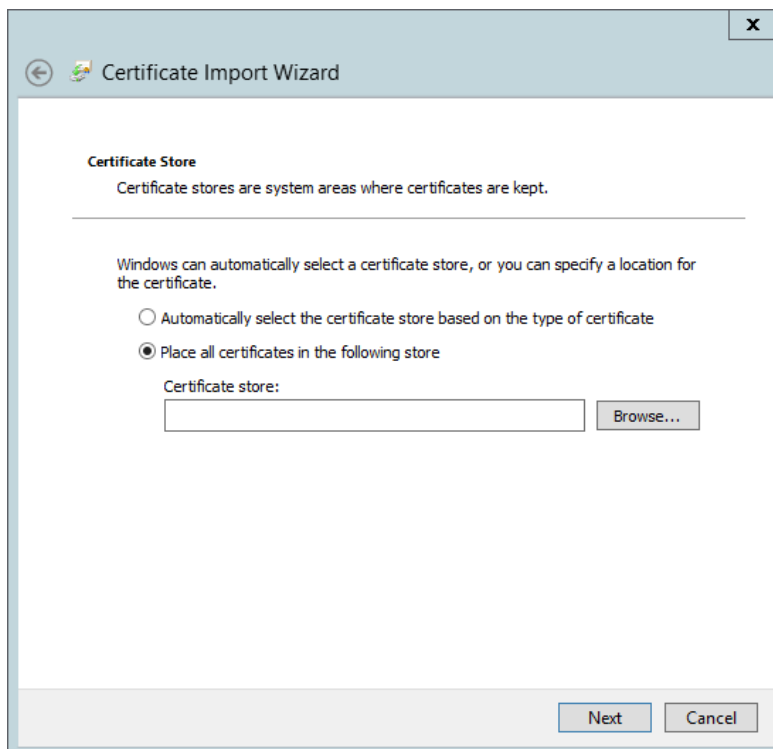 X
Certificate Import Wizard
Certificate Store
Certificate stores are system areas where certificates are kept.
Windows can automatically select a certificate store, or you can specify a location for
the certificate.
Automatically select the certificate store based on the type of certificate
Place all certificates in the following store
Certificate store:
Browse...
Next
Cancel